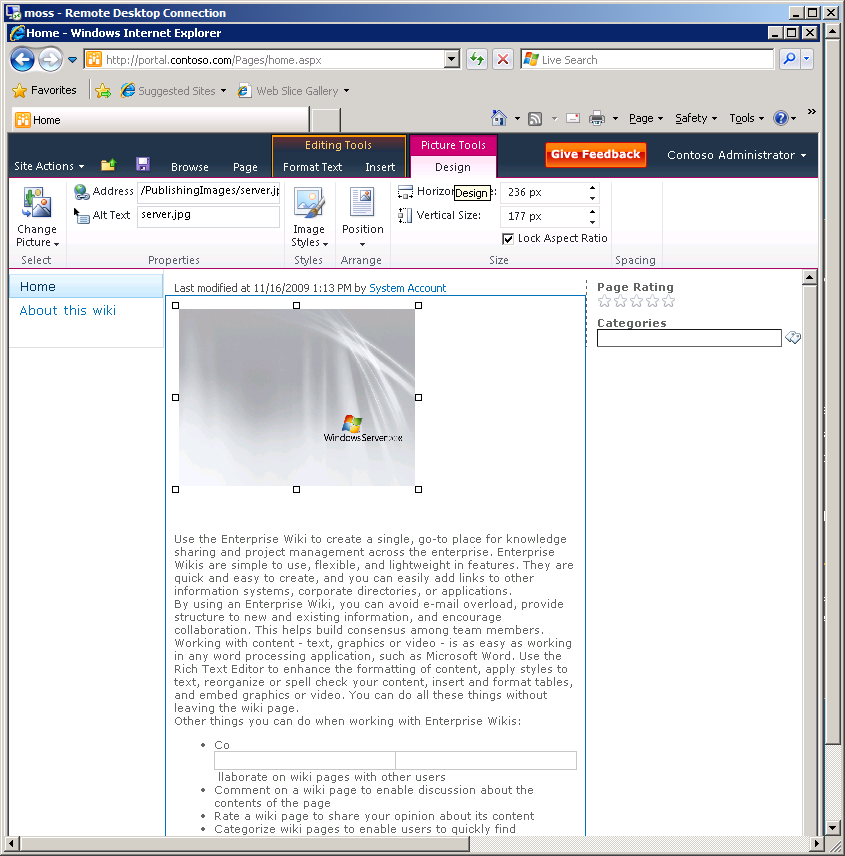 moss - Remote Desktop Connection
Home - Windows Internet Explorer
http://portal.contoso.com/Pages/home.aspx
Live Search
Favorites
Suggested Sites
Web Slice Gallery
Home
Page
Safety
Tools
»
Editing Tools
Picture Tools
Site Actions
Browse
Page
Format Text
Insert
Design
Give Feedback
Contoso Administrator
Change
Picture
Select
Address
/PublishingImages/server.jp
Alt Text
server.jpg
Properties
Image
Styles
Styles
Position
Arrange
236 px
Design
Vertical Size:
177 px
Lock Aspect Ratio
Size
Spacing
Home
About this wiki
Last modified at 11/16/2009 1:13 PM by System Account
Page Rating
Categories
Windows Server 2008
Use the Enterprise Wiki to create a single, go-to place for knowledge
sharing and project management across the enterprise. Enterprise
Wikis are simple to use, flexible, and lightweight in features. They are
quick and easy to create, and you can easily add links to other
information systems, corporate directories, or applications.
By using an Enterprise Wiki, you can avoid e-mail overload, provide
structure to new and existing information, and encourage
collaboration. This helps build consensus among team members.
Working with content - text, graphics or video - is as easy as working
in any word processing application, such as Microsoft Word. Use the
Rich Text Editor to enhance the formatting of content, apply styles to
text, reorganize or spell check your content, insert and format tables,
and embed graphics or video. You can do all these things without
leaving the wiki page.
Other things you can do when working with Enterprise Wikis:
• Co
llaborate on wiki pages with other users
• Comment on a wiki page to enable discussion about the
contents of the page
• Rate a wiki page to share your opinion about its content
• Categorize wiki pages to enable users to quickly find